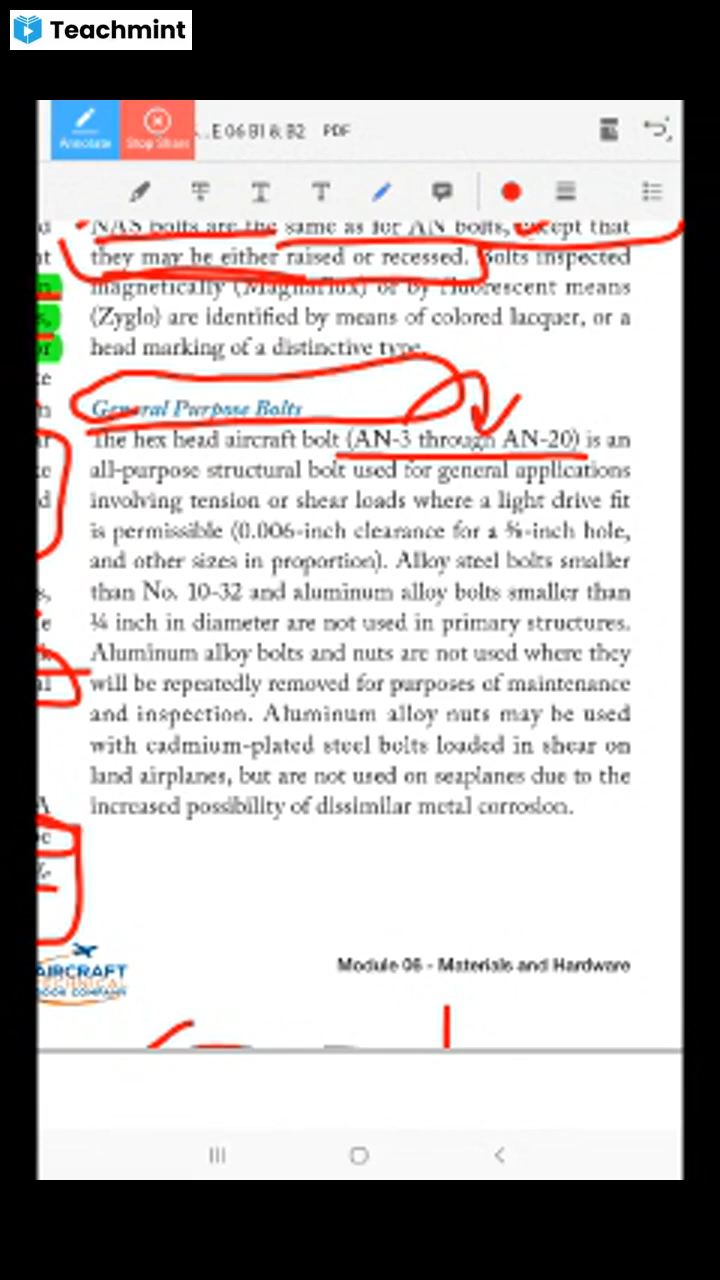 Teachmint
Annotate
Stop Share
...E 06 B1 & B2 PDF
NAS bolts are the same as for AN bolts, except that
they may be either raised or recessed. Bolts inspected
magnetically (Magnaflux) or by fluorescent means
(Zyglo) are identified by means of colored lacquer, or a
head marking of a distinctive type.
General Purpose Bolts
The hex head aircraft bolt (AN-3 through AN-20) is an
all-purpose structural bolt used for general applications
involving tension or shear loads where a light drive fit
is permissible (0.006-inch clearance for a ⅝-inch hole,
and other sizes in proportion). Alloy steel bolts smaller
than No. 10-32 and aluminum alloy bolts smaller than
¼ inch in diameter are not used in primary structures.
Aluminum alloy bolts and nuts are not used where they
will be repeatedly removed for purposes of maintenance
and inspection. Aluminum alloy nuts may be used
with cadmium-plated steel bolts loaded in shear on
land airplanes, but are not used on seaplanes due to the
increased possibility of dissimilar metal corrosion.
AIRCRAFT
TECHNICAL
BOOK COMPANY
Module 06 - Materials and Hardware